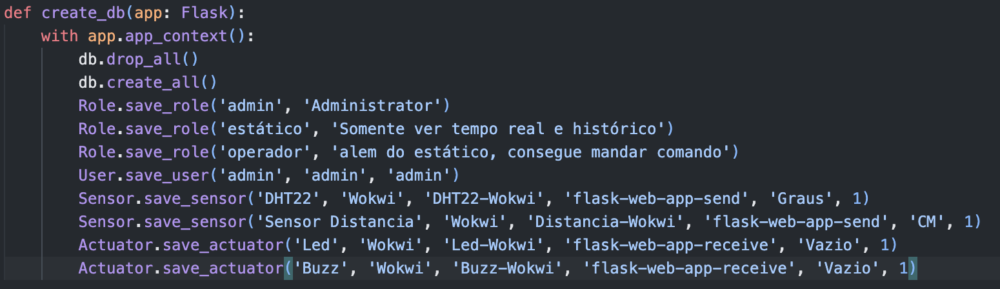 def create_db(app: Flask):
    with app.app_context():
        db.drop_all()
        db.create_all()
        Role.save_role('admin', 'Administrator')
        Role.save_role('estático', 'Somente ver tempo real e histórico')
        Role.save_role('operador', 'alem do estático, consegue mandar comando')
        User.save_user('admin', 'admin', 'admin')
        Sensor.save_sensor('DHT22', 'Wokwi', 'DHT22-Wokwi', 'flask-web-app-send', 'Graus', 1)
        Sensor.save_sensor('Sensor Distancia', 'Wokwi', 'Distancia-Wokwi', 'flask-web-app-send', 'CM', 1)
        Actuator.save_actuator('Led', 'Wokwi', 'Led-Wokwi', 'flask-web-app-receive', 'Vazio', 1)
        Actuator.save_actuator('Buzz', 'Wokwi', 'Buzz-Wokwi', 'flask-web-app-receive', 'Vazio', 1)